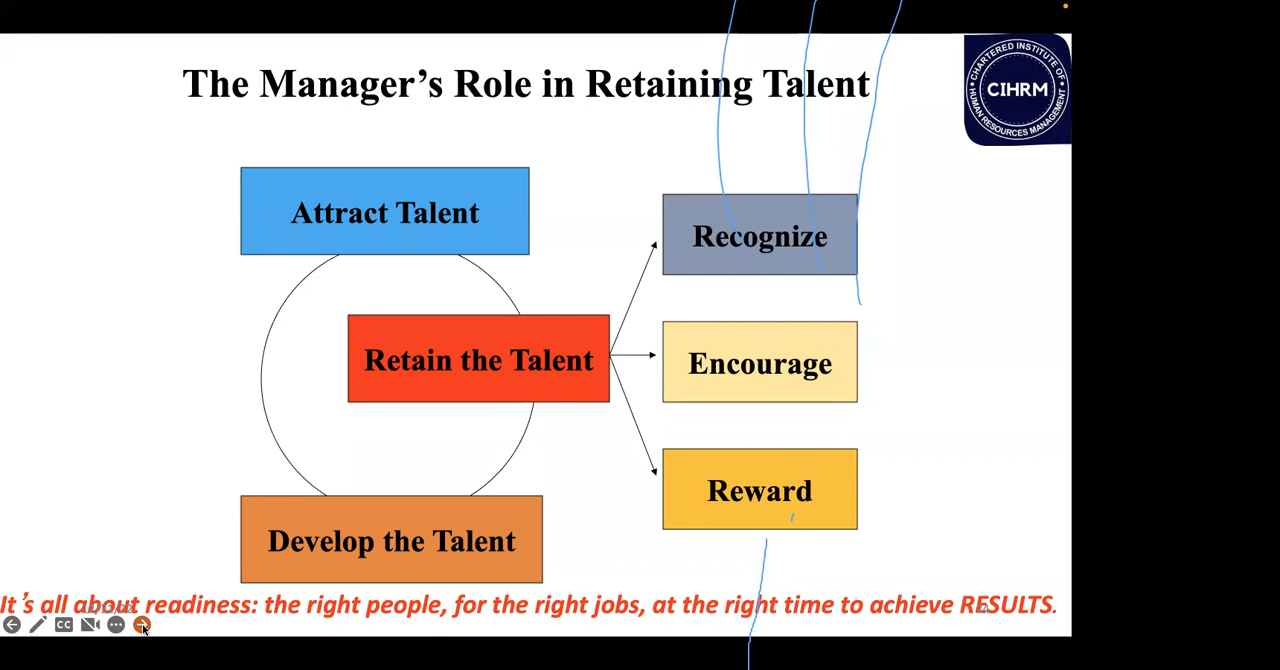 The Manager’s Role in Retaining Talent
CHARTERED INSTITUTE OF
CIHRM
HUMAN RESOURCES MANAGEMENT
Attract Talent
Recognize
Retain the Talent
Encourage
Reward
Develop the Talent
It’s all about readiness: the right people, for the right jobs, at the right time to achieve RESULTS.
CC